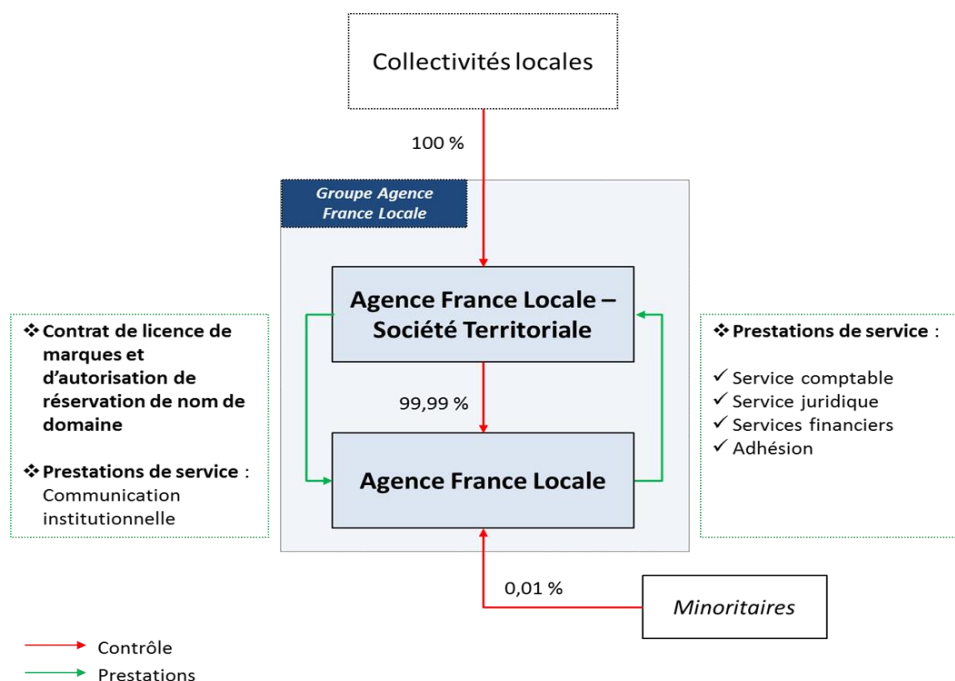 Collectivités locales
100 %
Groupe Agence
France Locale
Agence France Locale –
Société Territoriale
❖ Contrat de licence de
marques et
d'autorisation de
réservation de nom de
domaine
❖ Prestations de service :
Communication
institutionnelle
❖ Prestations de service :
✓ Service comptable
✓ Service juridique
✓ Services financiers
✓ Adhésion
99,99 %
Agence France Locale
0,01 %
Minoritaires
Contrôle
Prestations